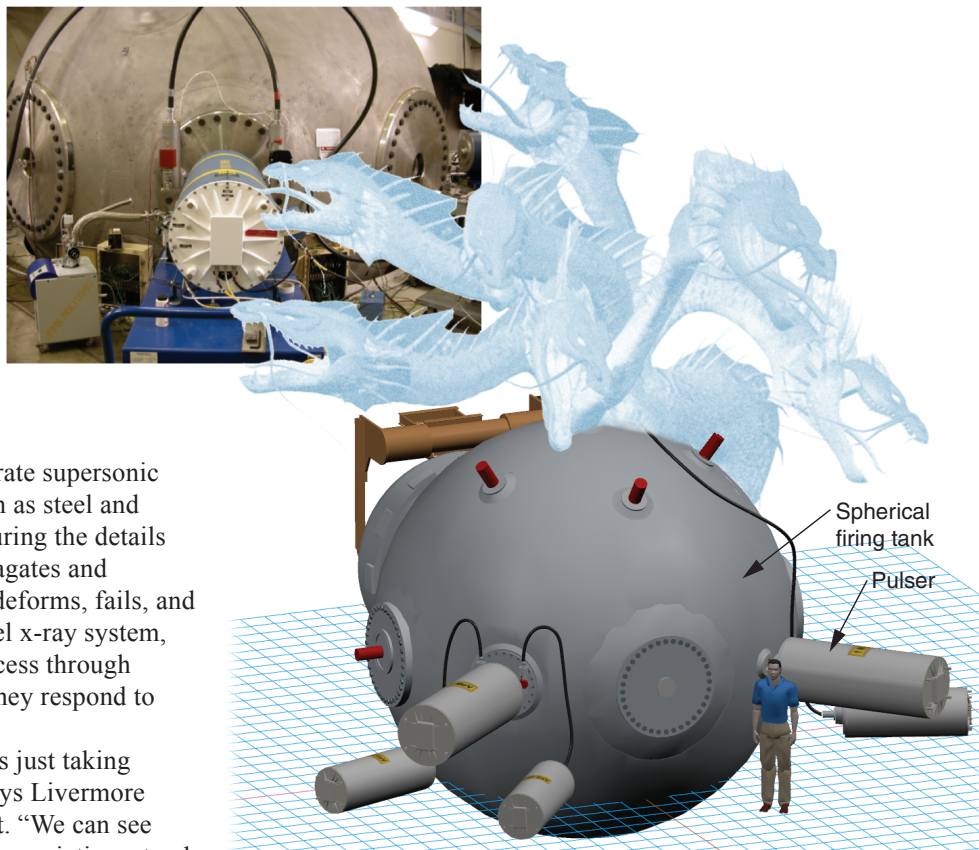 rate supersonic
as steel and
uring the details
agates and
deforms, fails, and
el x-ray system,
cess through
hey respond to
s just taking
ys Livermore
t. “We can see
Spherical
firing tank
Pulser